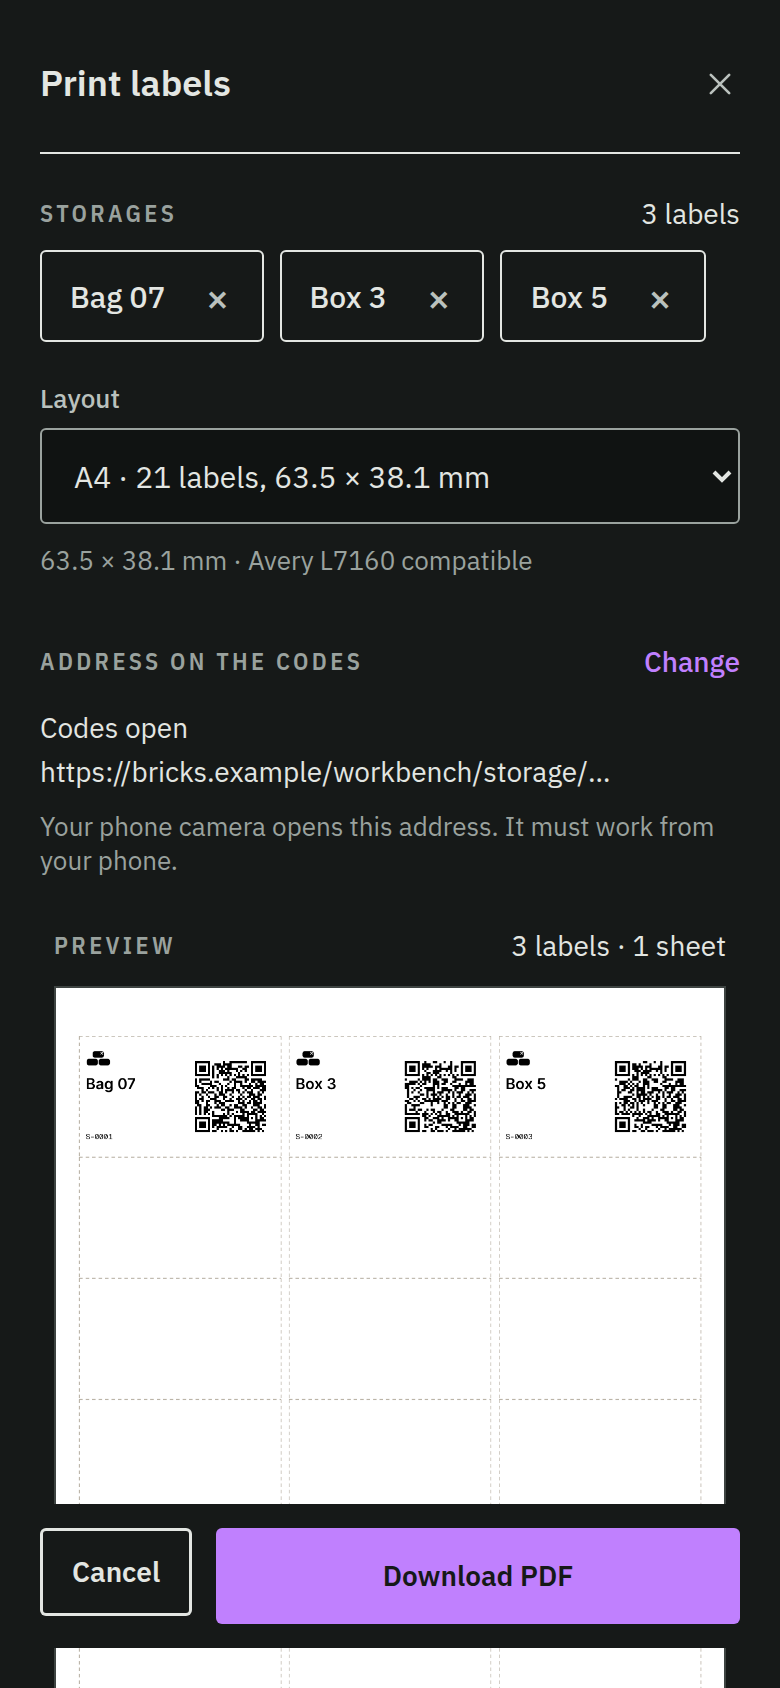 Print labels
STORAGES
3 labels
Bag 07 ×
Box 3 ×
Box 5 ×
Layout
A4 · 21 labels, 63.5 × 38.1 mm
63.5 × 38.1 mm · Avery L7160 compatible
ADDRESS ON THE CODES
Change
Codes open
https://bricks.example/workbench/storage/...
Your phone camera opens this address. It must work from
your phone.
PREVIEW
3 labels · 1 sheet
Bag 07
S-0001
Box 3
S-0002
Box 5
S-0003
Cancel
Download PDF